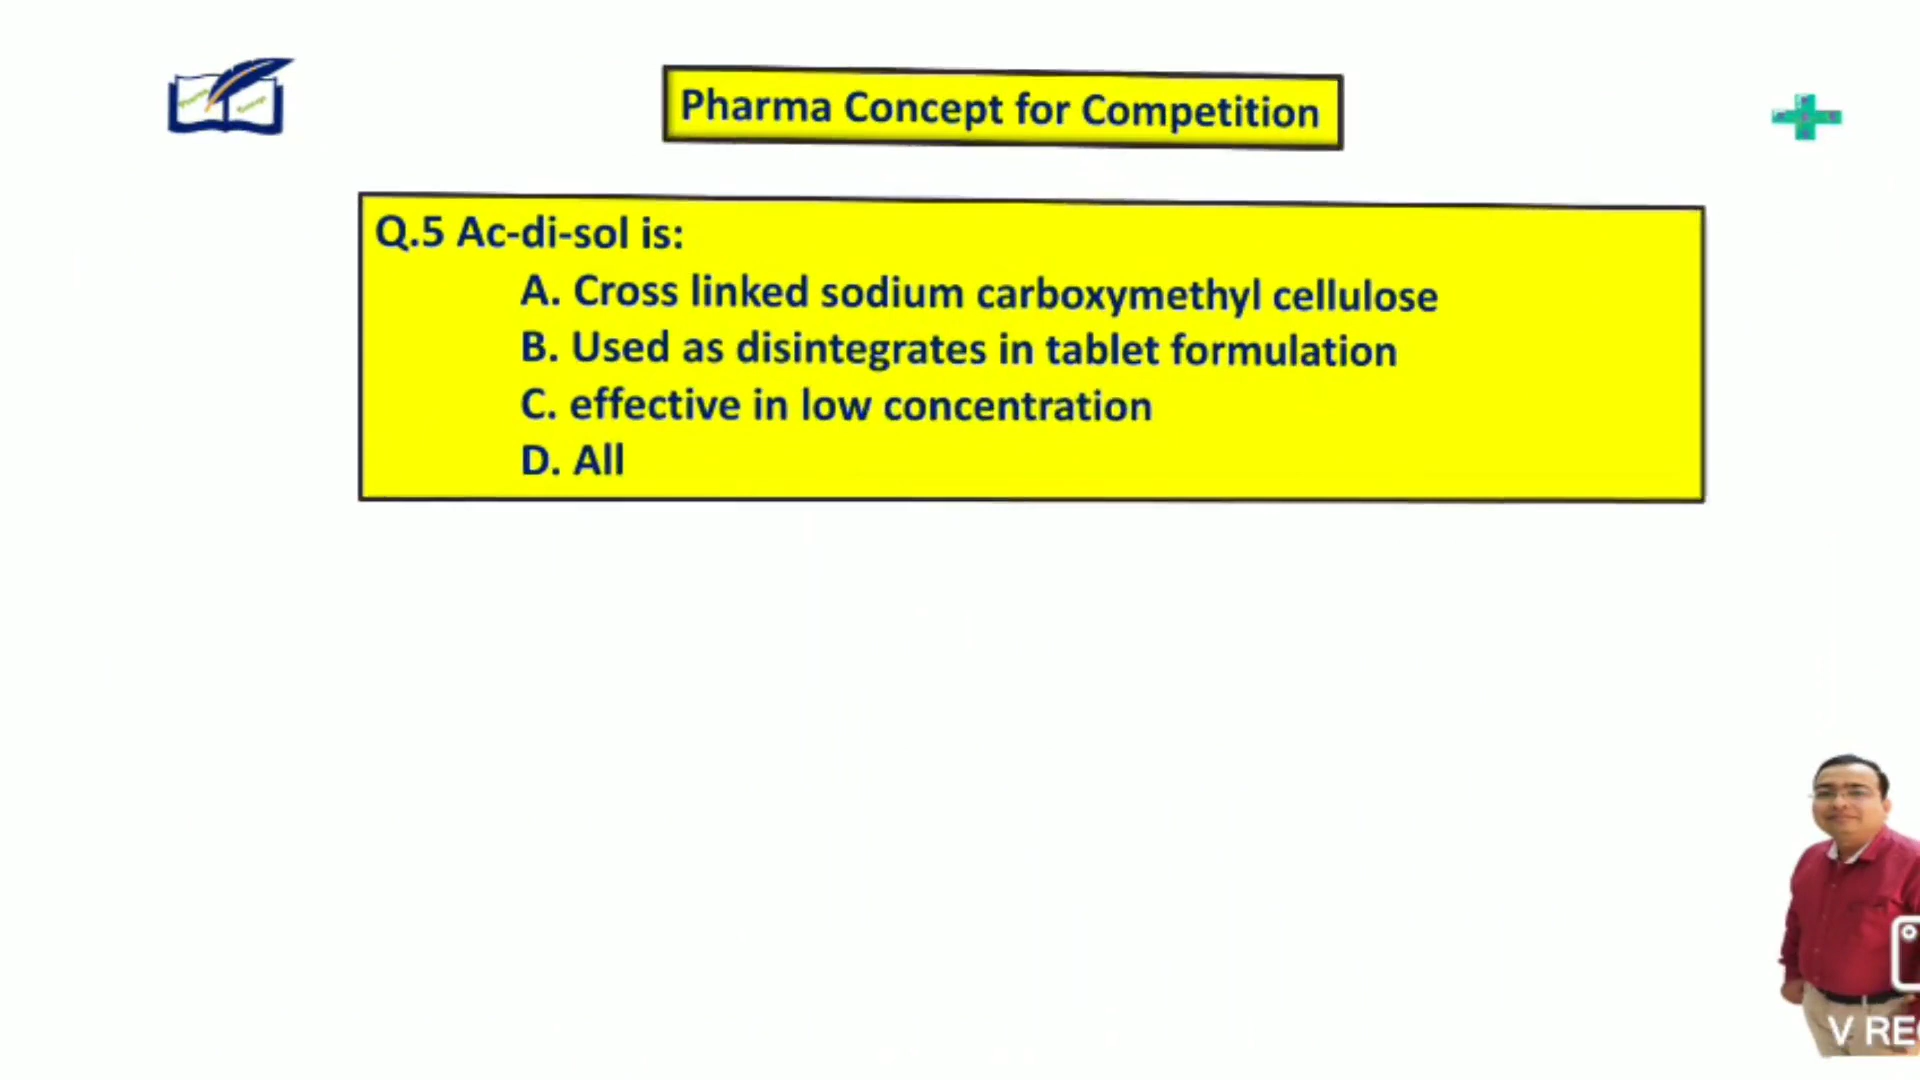 Pharma Concept for Competition
Q.5 Ac-di-sol is:
A. Cross linked sodium carboxymethyl cellulose
B. Used as disintegrates in tablet formulation
C. effective in low concentration
D. All
V RE